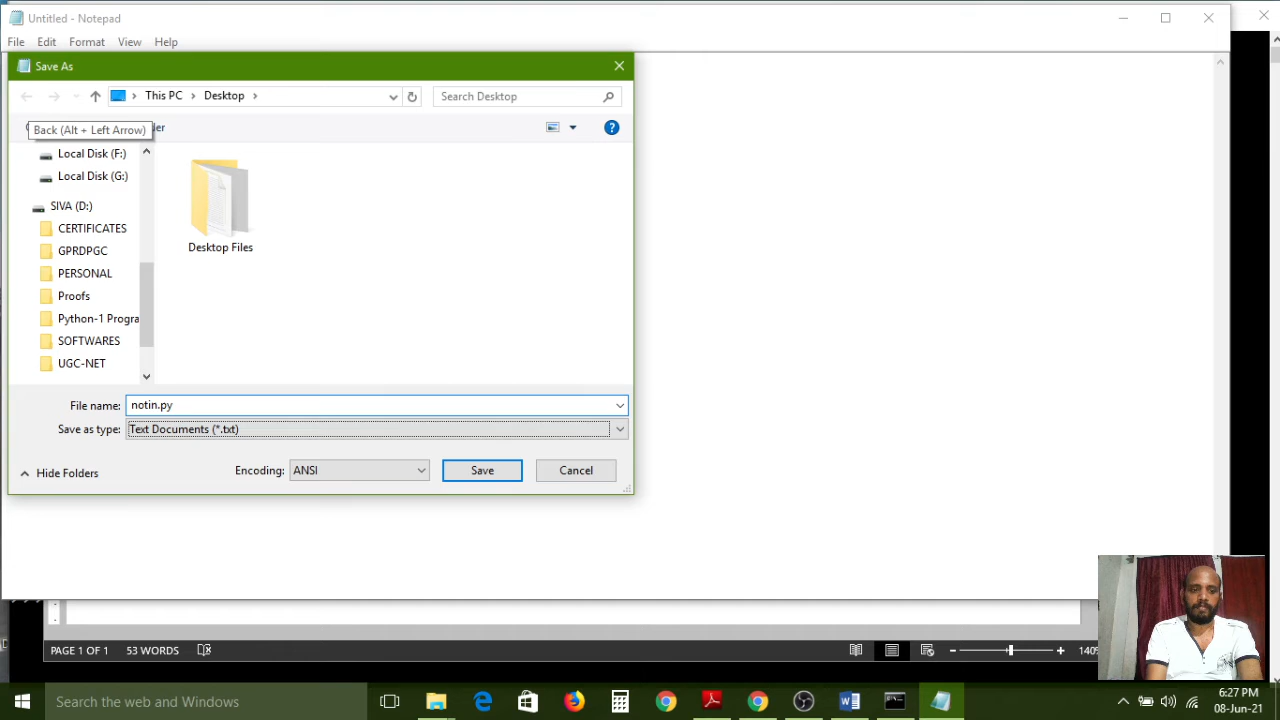 Untitled - Notepad
File Edit Format View Help
Save As
This PC Desktop
Search Desktop
Back (Alt + Left Arrow)
Local Disk (F:)
Local Disk (G:)
SIVA (D:)
CERTIFICATES
GPRDPGC
PERSONAL
Proofs
Python-1 Progra
SOFTWARES
UGC-NET
Desktop Files
File name: notin.py
Save as type: Text Documents (*.txt)
Hide Folders
Encoding: ANSI
Save
Cancel
PAGE 1 OF 1 53 WORDS
140%
Search the web and Windows
6:27 PM
08-Jun-21